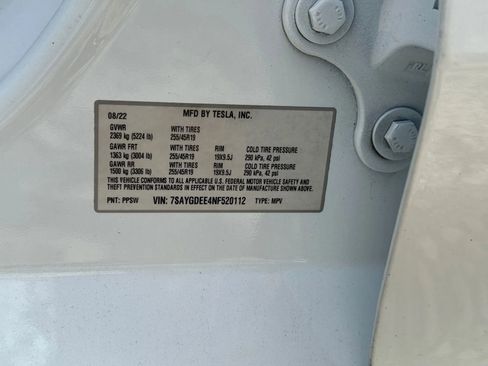 08/22 MFD BY TESLA, INC.
GVWR WITH TIRES
2369 kg (5224 lb) 255/45R19
GAWR FRT WITH TIRES RIM COLD TIRE PRESSURE
1363 kg (3004 lb) 255/45R19 19X9.5J 290 kPa, 42 psi
GAWR RR WITH TIRES RIM COLD TIRE PRESSURE
1500 kg (3306 lb) 255/45R19 19X9.5J 290 kPa, 42 psi
THIS VEHICLE CONFORMS TO ALL APPLICABLE U.S. FEDERAL MOTOR VEHICLE SAFETY AND
THEFT PREVENTION STANDARDS IN EFFECT ON THE DATE OF MANUFACTURE SHOWN ABOVE.
PNT: PPSW VIN: 7SAYGDEE4NF520112 TYPE: MPV